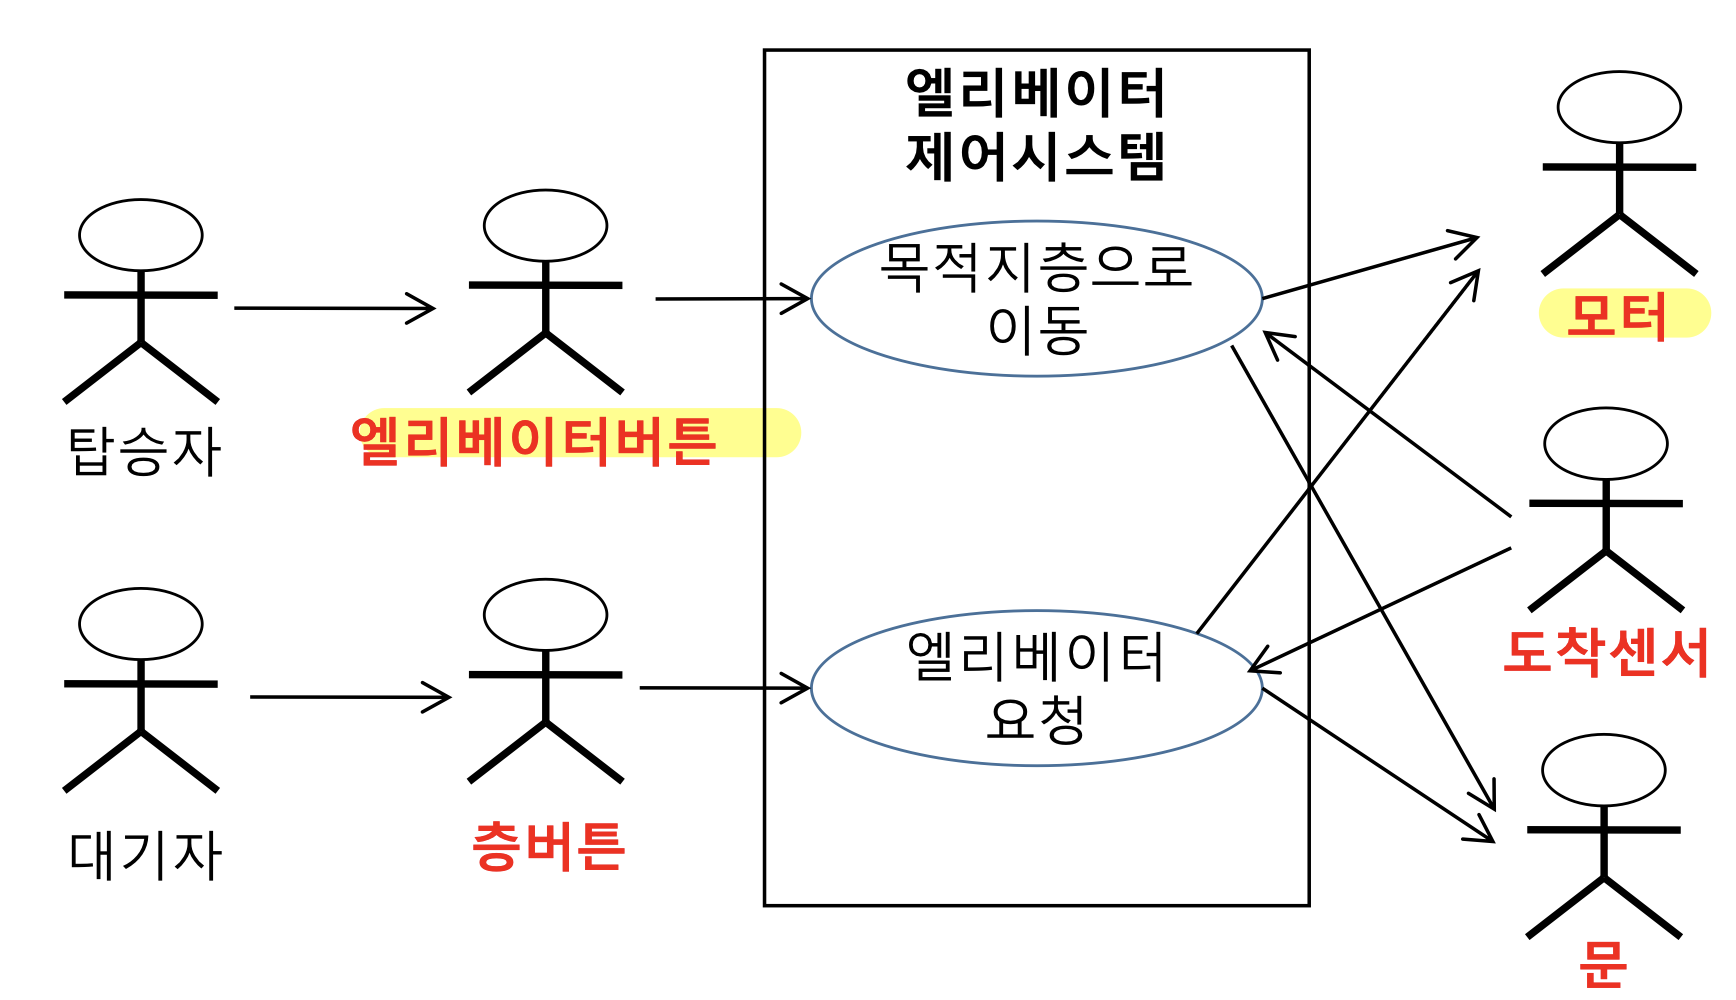 엘리베이터
제어시스템
목적지층으로
이동
모터
탑승자
엘리베이터버튼
엘리베이터
요청
도착센서
대기자
층버튼
문